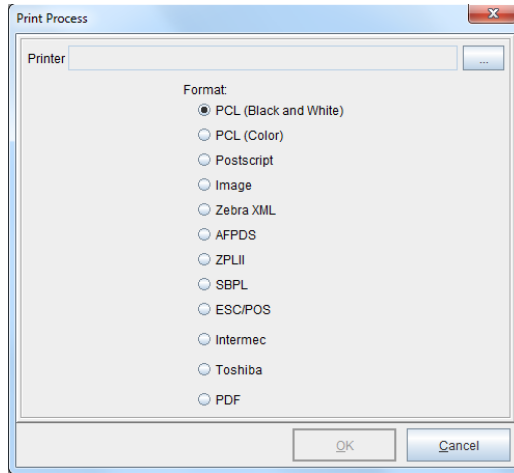 Print Process
Printer
...
Format:
PCL (Black and White)
PCL (Color)
Postscript
Image
Zebra XML
AFPDS
ZPLII
SBPL
ESC/POS
Intermec
Toshiba
PDF
OK
Cancel